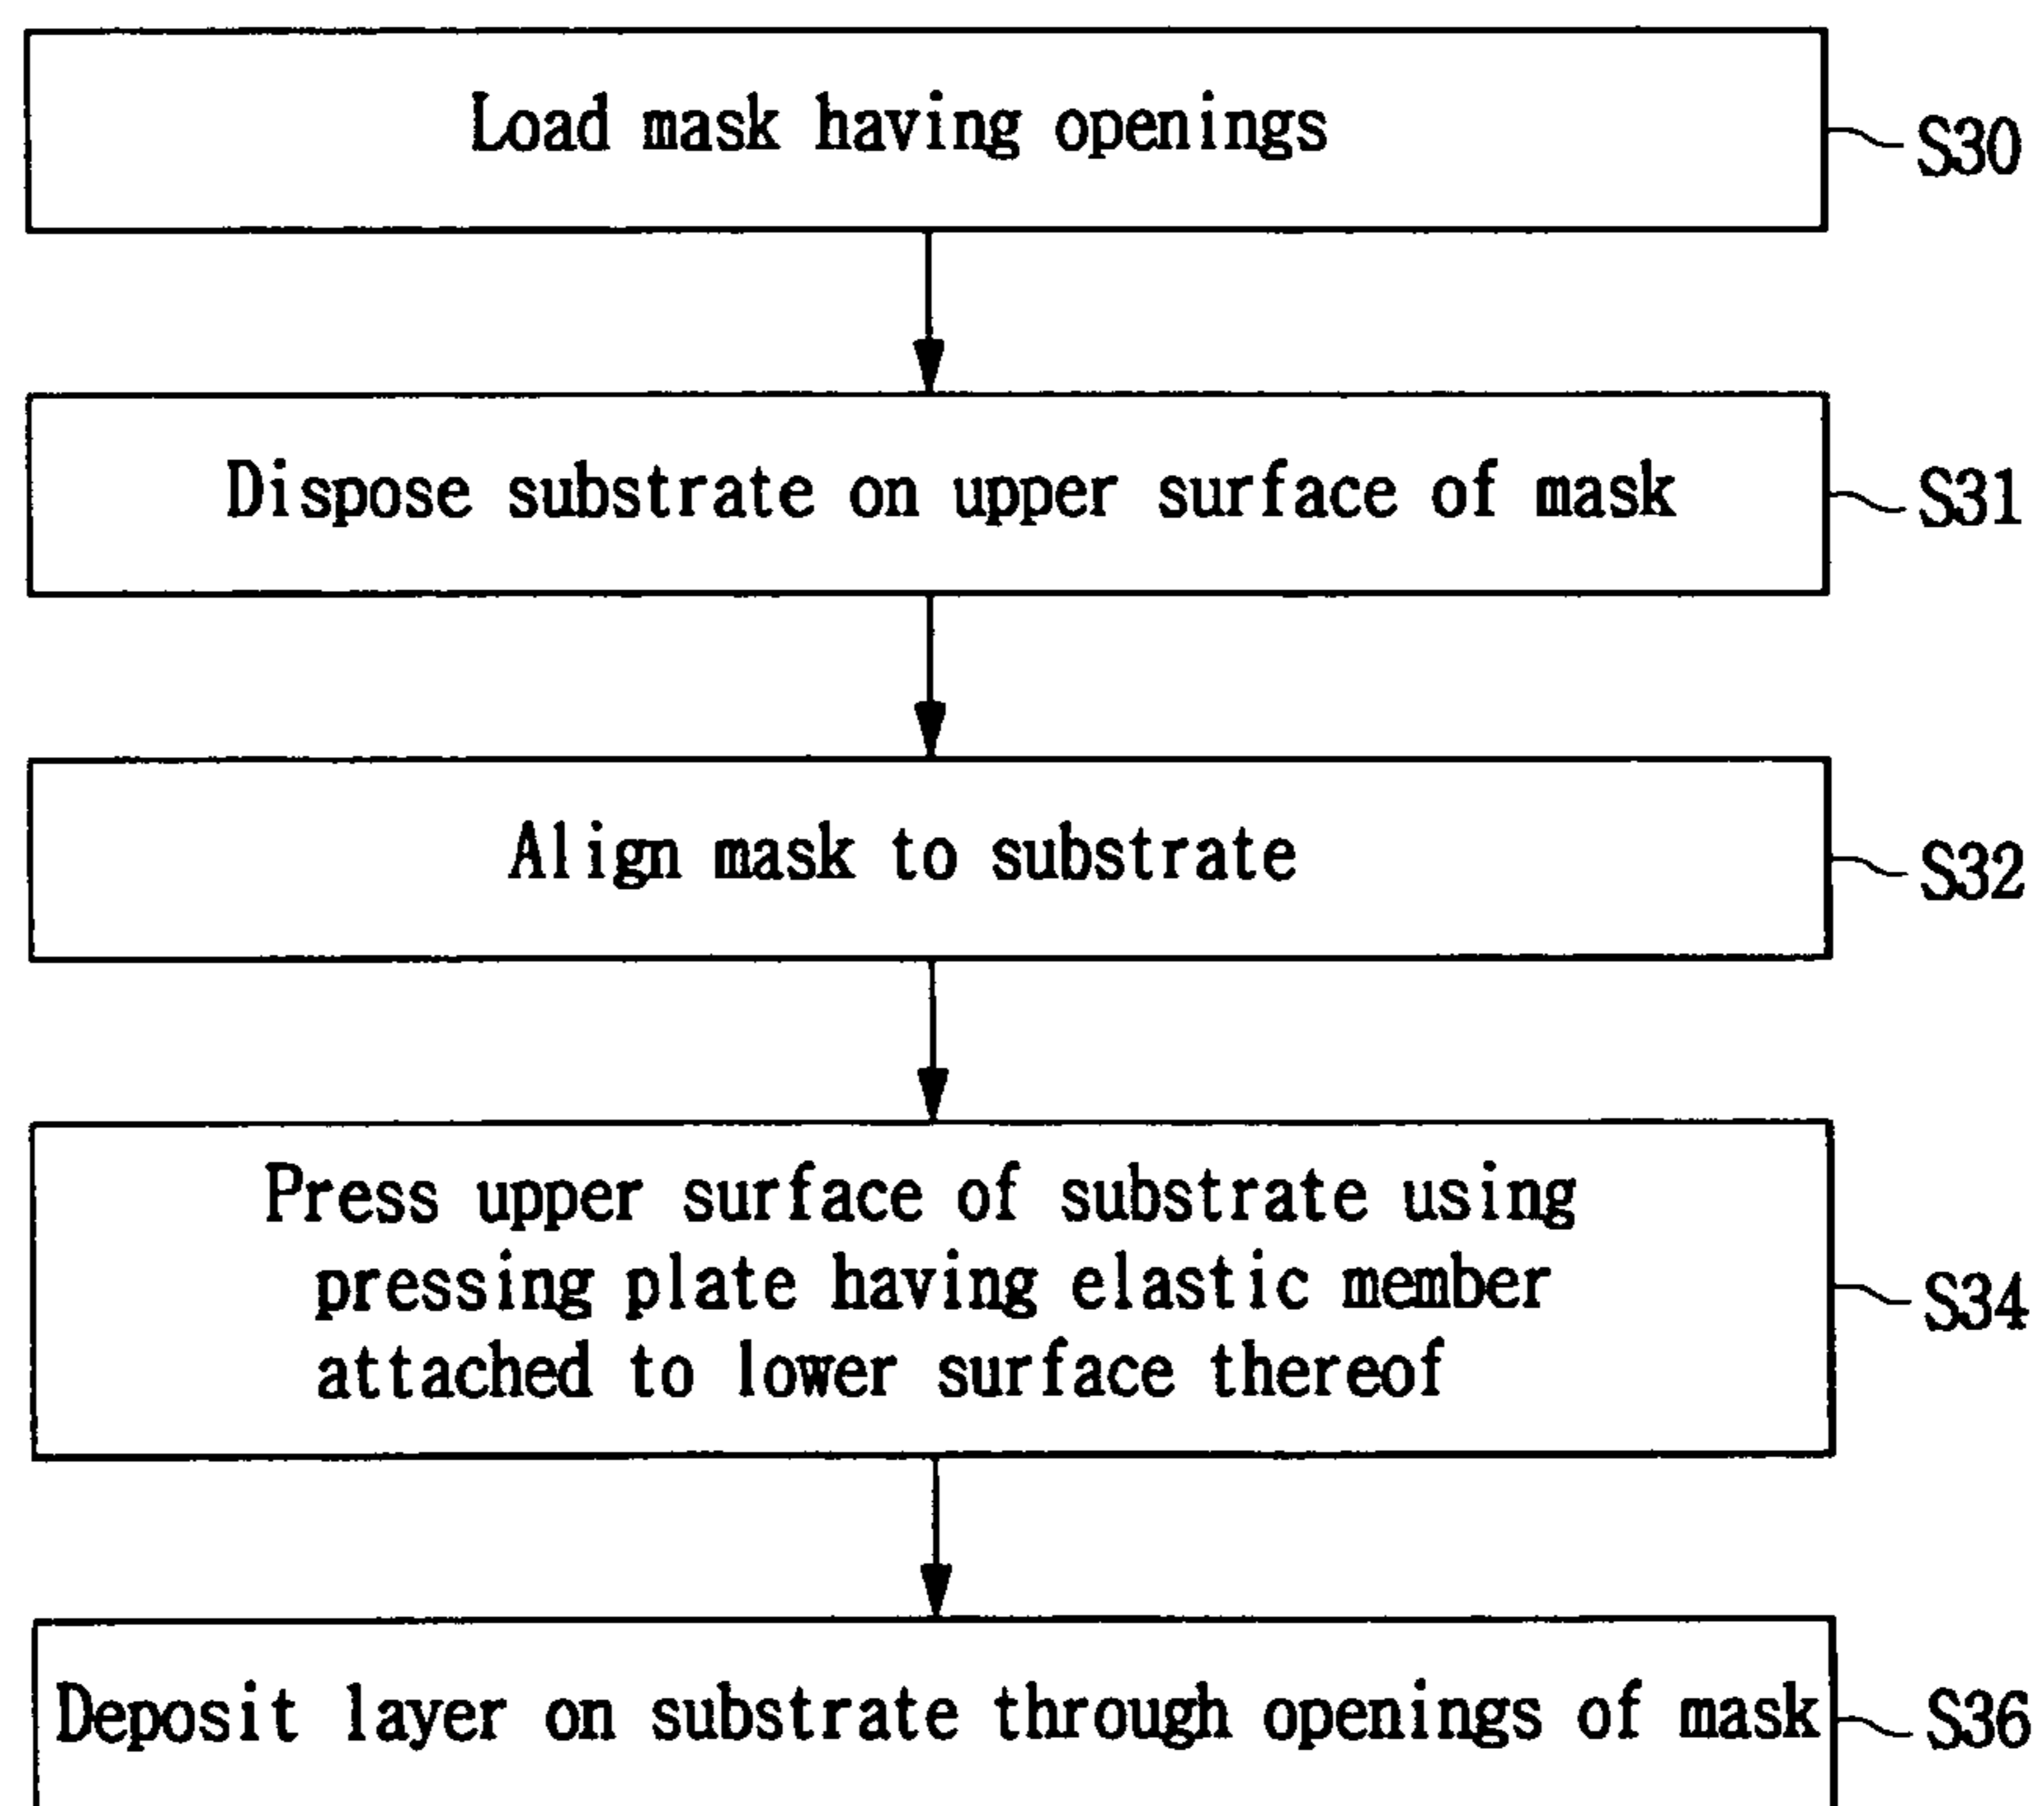 Load mask having openings
S30
Dispose substrate on upper surface of mask
S31
Align mask to substrate
S32
Press upper surface of substrate using
pressing plate having elastic member
attached to lower surface thereof
S34
Deposit layer on substrate through openings of mask
S36